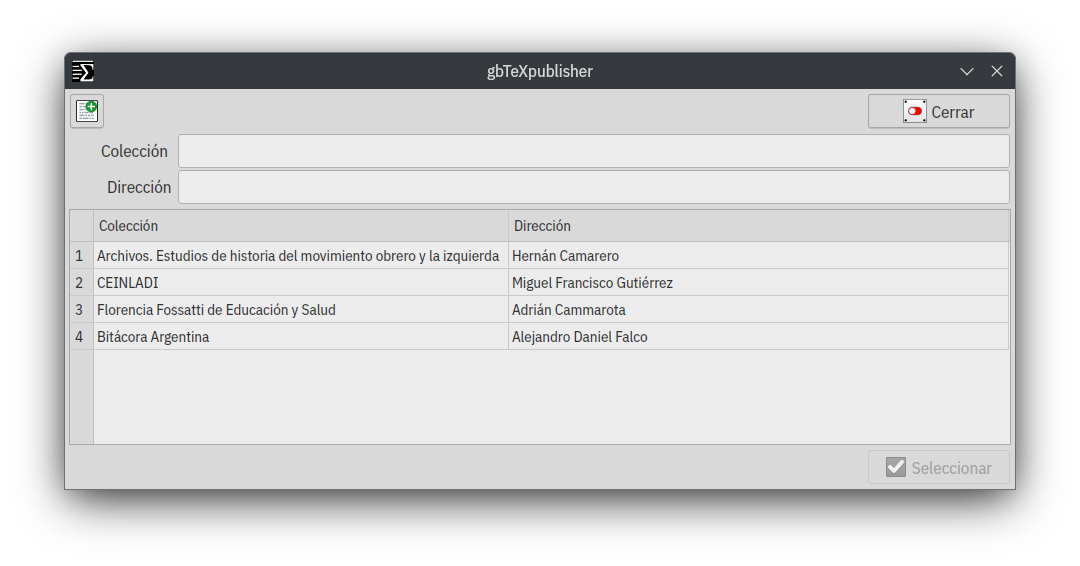 gbTeXpublisher
Cerrar
Colección
Dirección
Colección Dirección
1 Archivos. Estudios de historia del movimiento obrero y la izquierda Hernán Camarero
2 CEINLADI Miguel Francisco Gutiérrez
3 Florencia Fossatti de Educación y Salud Adrián Cammarota
4 Bitácora Argentina Alejandro Daniel Falco
Seleccionar